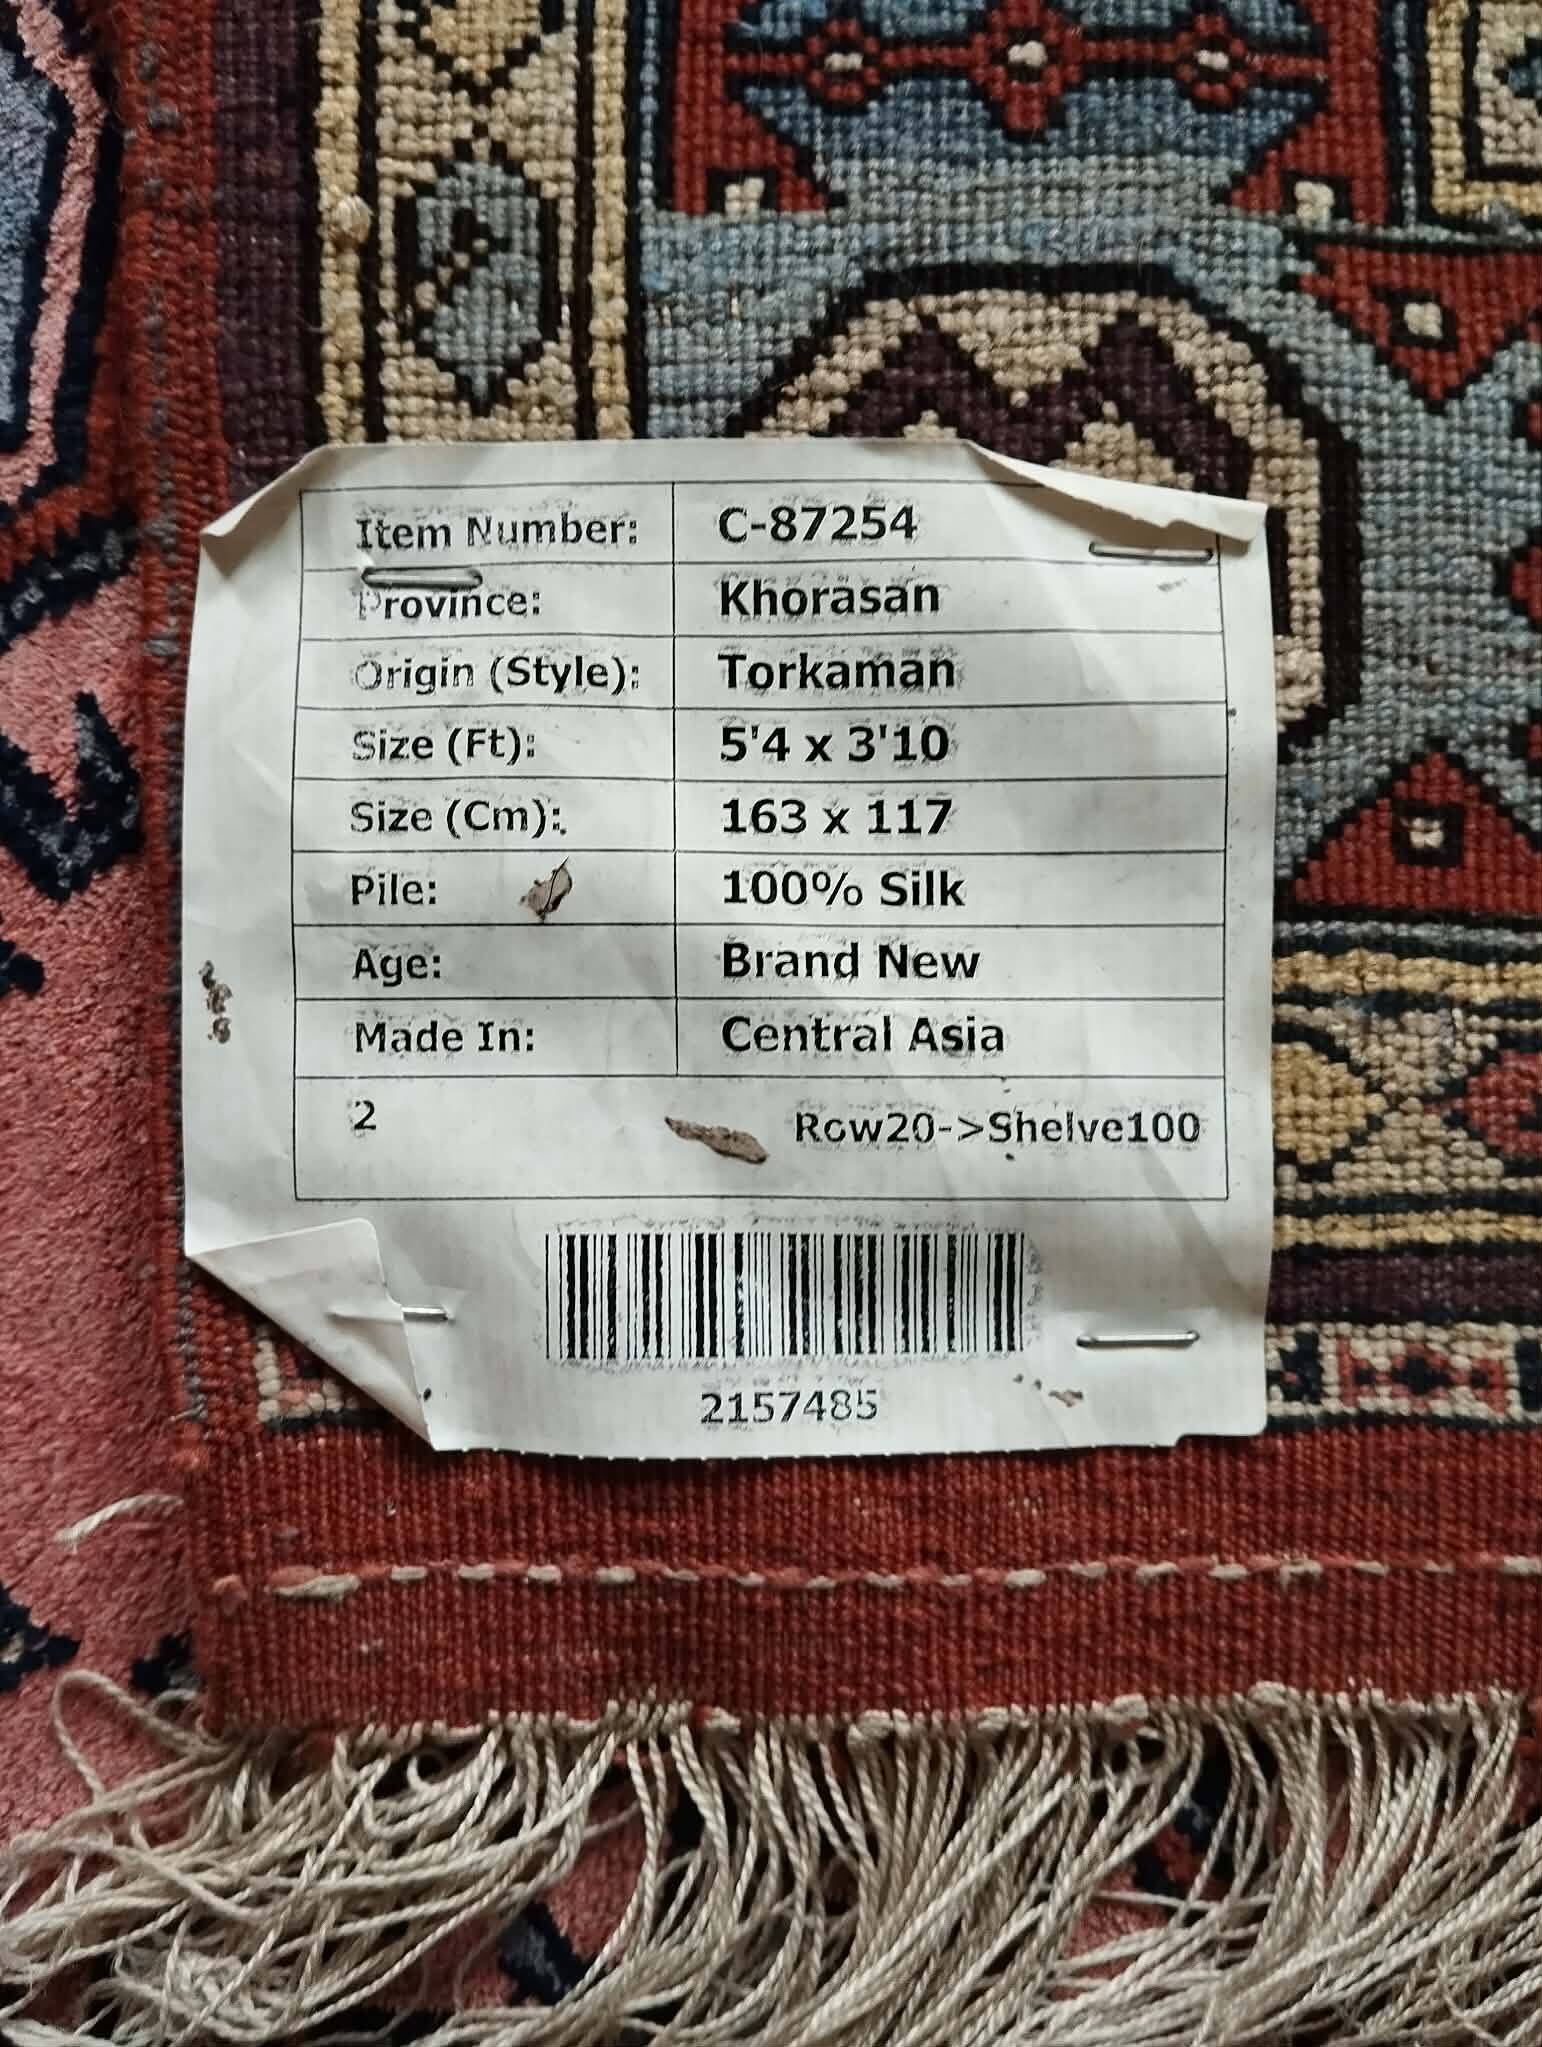 Item Number: C-87254
Province: Khorasan
Origin (Style): Torkaman
Size (Ft): 5'4 x 3'10
Size (Cm): 163 x 117
Pile: 100% Silk
Age: Brand New
Made In: Central Asia
2 Row20->Shelve100
2157485